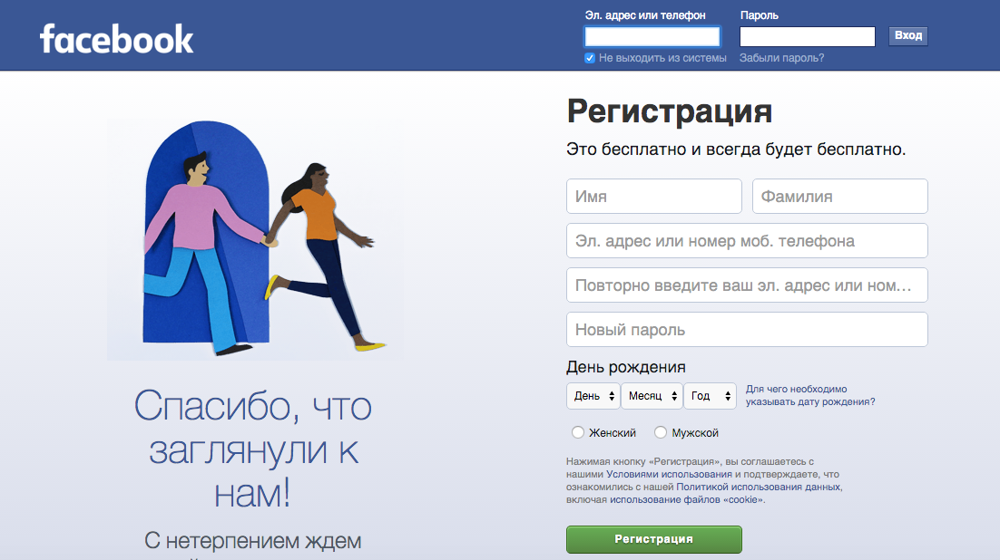 facebook
Эл. адрес или телефон
Пароль
Вход
Не выходить из системы
Забыли пароль?
Спасибо, что
заглянули к
нам!
С нетерпением ждем
Регистрация
Это бесплатно и всегда будет бесплатно.
Имя
Фамилия
Эл. адрес или номер моб. телефона
Повторно введите ваш эл. адрес или ном…
Новый пароль
День рождения
День
Месяц
Год
Для чего необходимо
указывать дату рождения?
Женский
Мужской
Нажимая кнопку «Регистрация», вы соглашаетесь с
нашими Условиями использования и подтверждаете, что
ознакомились с нашей Политикой использования данных,
включая использование файлов «cookie».
Регистрация